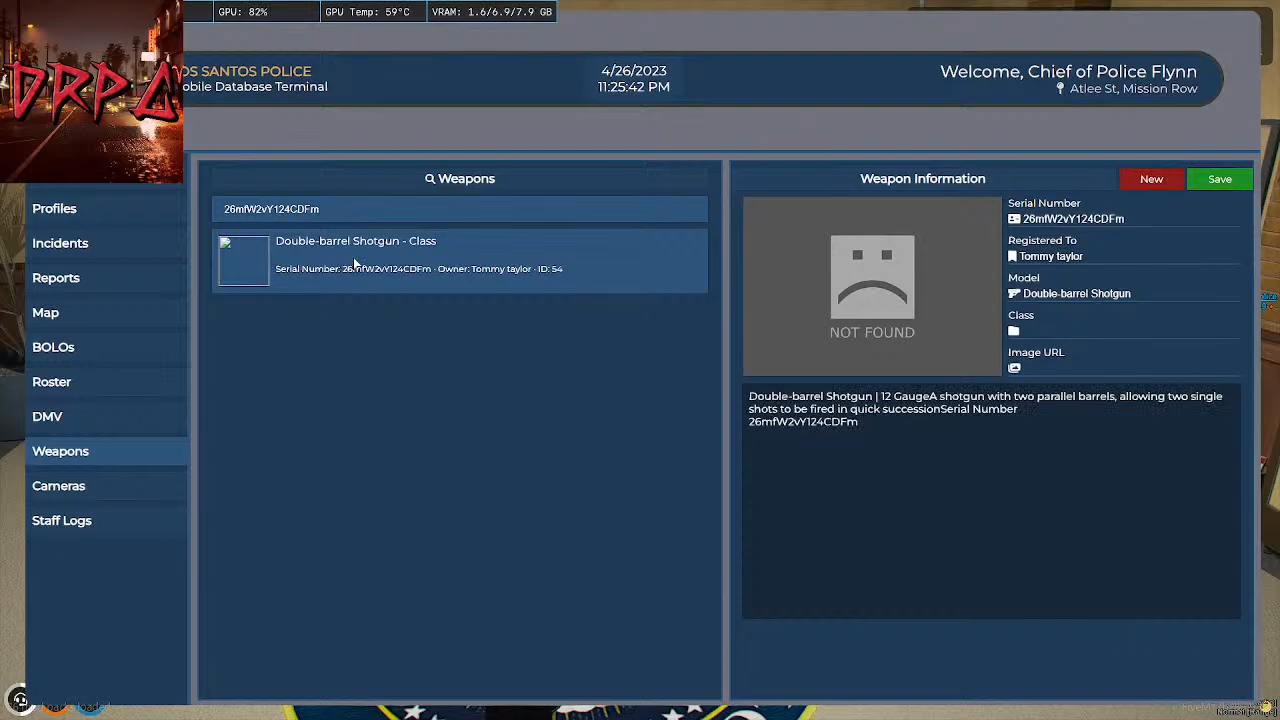 GPU: 82%
GPU Temp: 59°C
VRAM: 1.6/6.9/7.9 GB
DRPA
OS SANTOS POLICE
obile Database Terminal
4/26/2023
11:25:42 PM
Welcome, Chief of Police Flynn
Atlee St, Mission Row
Profiles
Incidents
Reports
Map
BOLOs
Roster
DMV
Weapons
Cameras
Staff Logs
Weapons
26mfW2vY124CDFm
Double-barrel Shotgun - Class
Serial Number: 26mfW2vY124CDFm - Owner: Tommy taylor - ID: 54
Weapon Information
New
Save
NOT FOUND
Serial Number
26mfW2vY124CDFm
Registered To
Tommy taylor
Model
Double-barrel Shotgun
Class
Image URL
Double-barrel Shotgun | 12 GaugeA shotgun with two parallel barrels, allowing two single
shots to be fired in quick successionSerial Number
26mfW2vY124CDFm